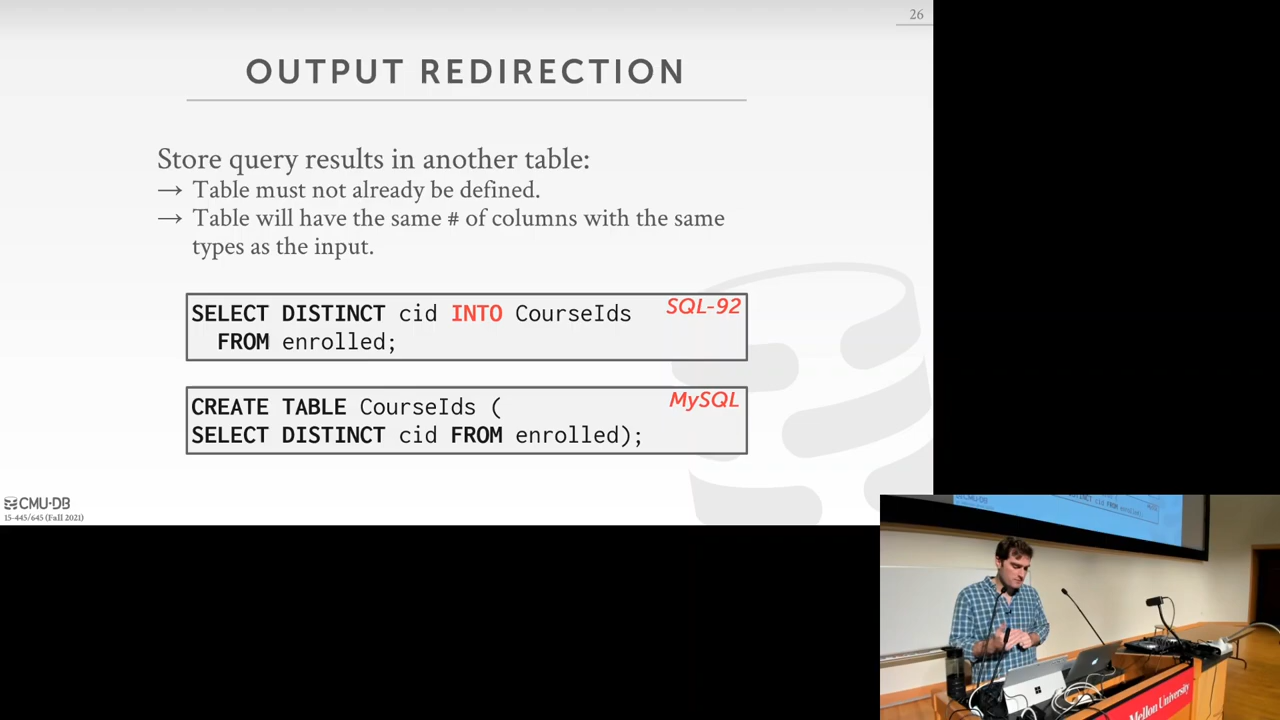 26
OUTPUT REDIRECTION
Store query results in another table:
→ Table must not already be defined.
→ Table will have the same # of columns with the same
types as the input.
SELECT DISTINCT cid INTO CourseIds
SQL-92
FROM enrolled;
CREATE TABLE CourseIds (
MySQL
SELECT DISTINCT cid FROM enrolled);
CMU·DB
15-445/645 (Fall 2021)
Mellon University